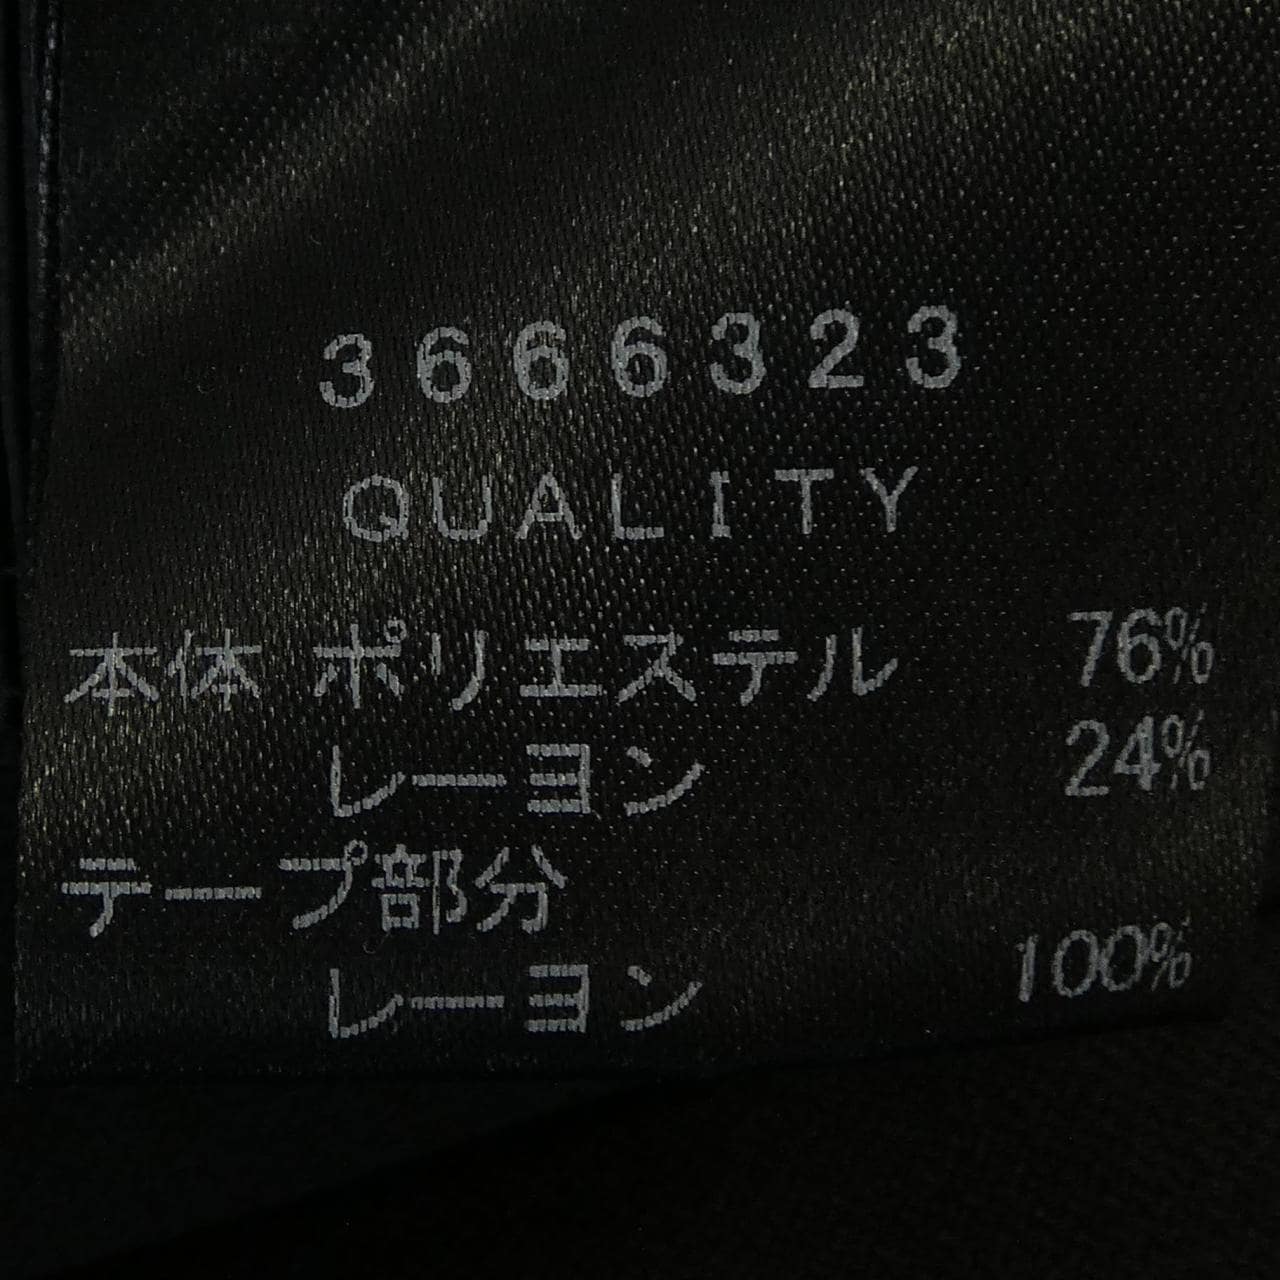 3666323
QUALITY
本体 ポリエステル 76%
レーヨン 24%
テープ部分
レーヨン 100%